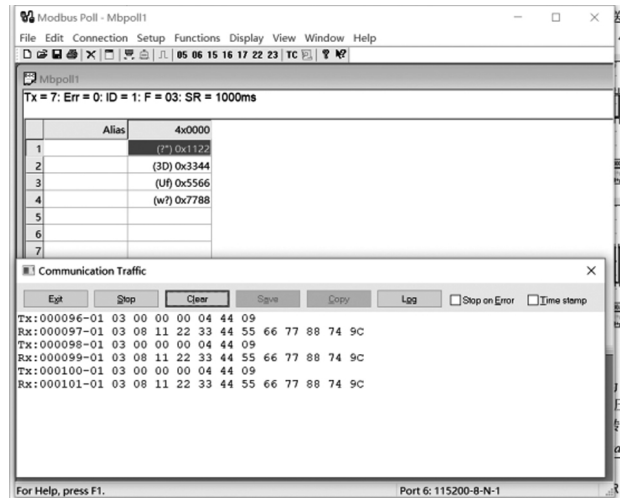 Modbus Poll - Mbpoll1
File Edit Connection Setup Functions Display View Window Help
05 06 15 16 17 22 23 TC
Mbpoll1
Tx = 7: Err = 0: ID = 1: F = 03: SR = 1000ms
Alias 4x0000
1 (?") 0x1122
2 (3D) 0x3344
3 (Uf) 0x5566
4 (w?) 0x7788
5
6
7
Communication Traffic
Exit Stop Clear Save Copy Log Stop on Error Time stamp
Tx:000096-01 03 00 00 00 04 44 09
Rx:000097-01 03 08 11 22 33 44 55 66 77 88 74 9C
Tx:000098-01 03 00 00 00 04 44 09
Rx:000099-01 03 08 11 22 33 44 55 66 77 88 74 9C
Tx:000100-01 03 00 00 00 04 44 09
Rx:000101-01 03 08 11 22 33 44 55 66 77 88 74 9C
For Help, press F1. Port 6: 115200-8-N-1